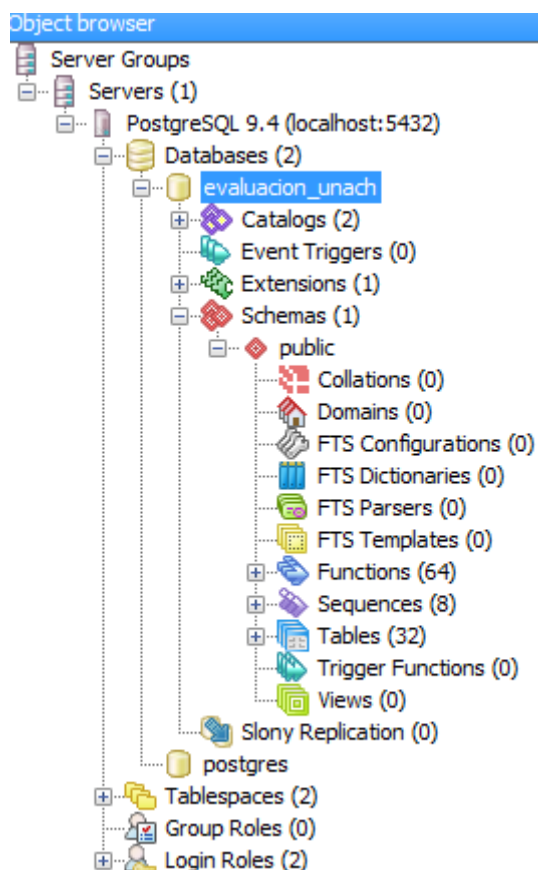 Object browser
Server Groups
Servers (1)
PostgreSQL 9.4 (localhost:5432)
Databases (2)
evaluacion_unach
Catalogs (2)
Event Triggers (0)
Extensions (1)
Schemas (1)
public
Collations (0)
Domains (0)
FTS Configurations (0)
FTS Dictionaries (0)
FTS Parsers (0)
FTS Templates (0)
Functions (64)
Sequences (8)
Tables (32)
Trigger Functions (0)
Views (0)
Slony Replication (0)
postgres
Tablespaces (2)
Group Roles (0)
Login Roles (2)